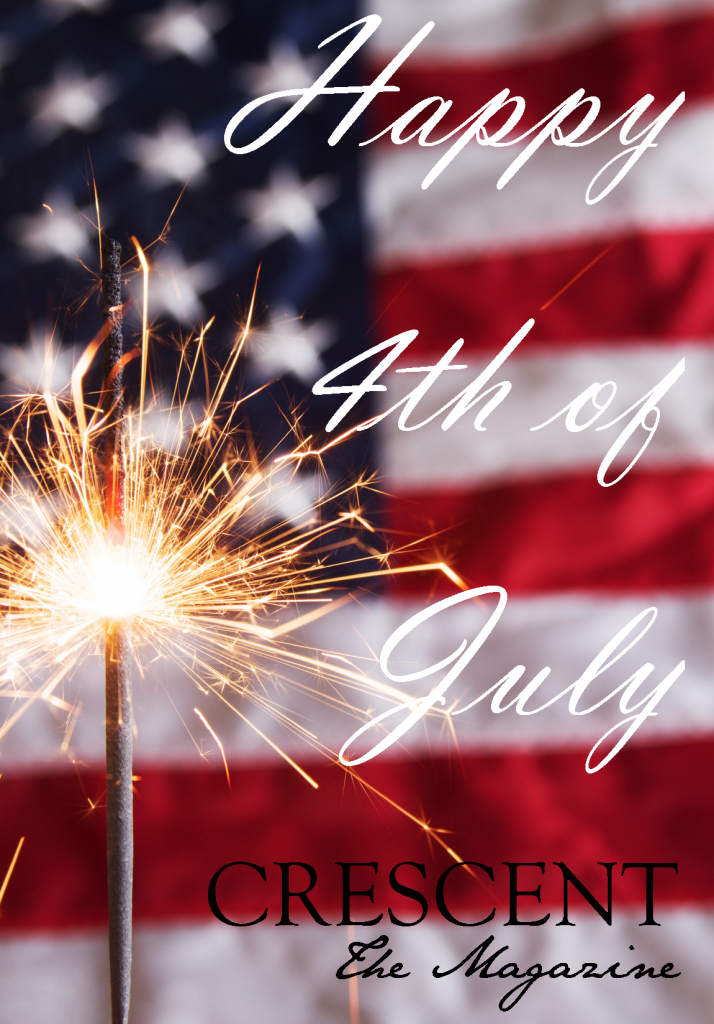 Happy
4th of
July
CRESCENT
The Magazine